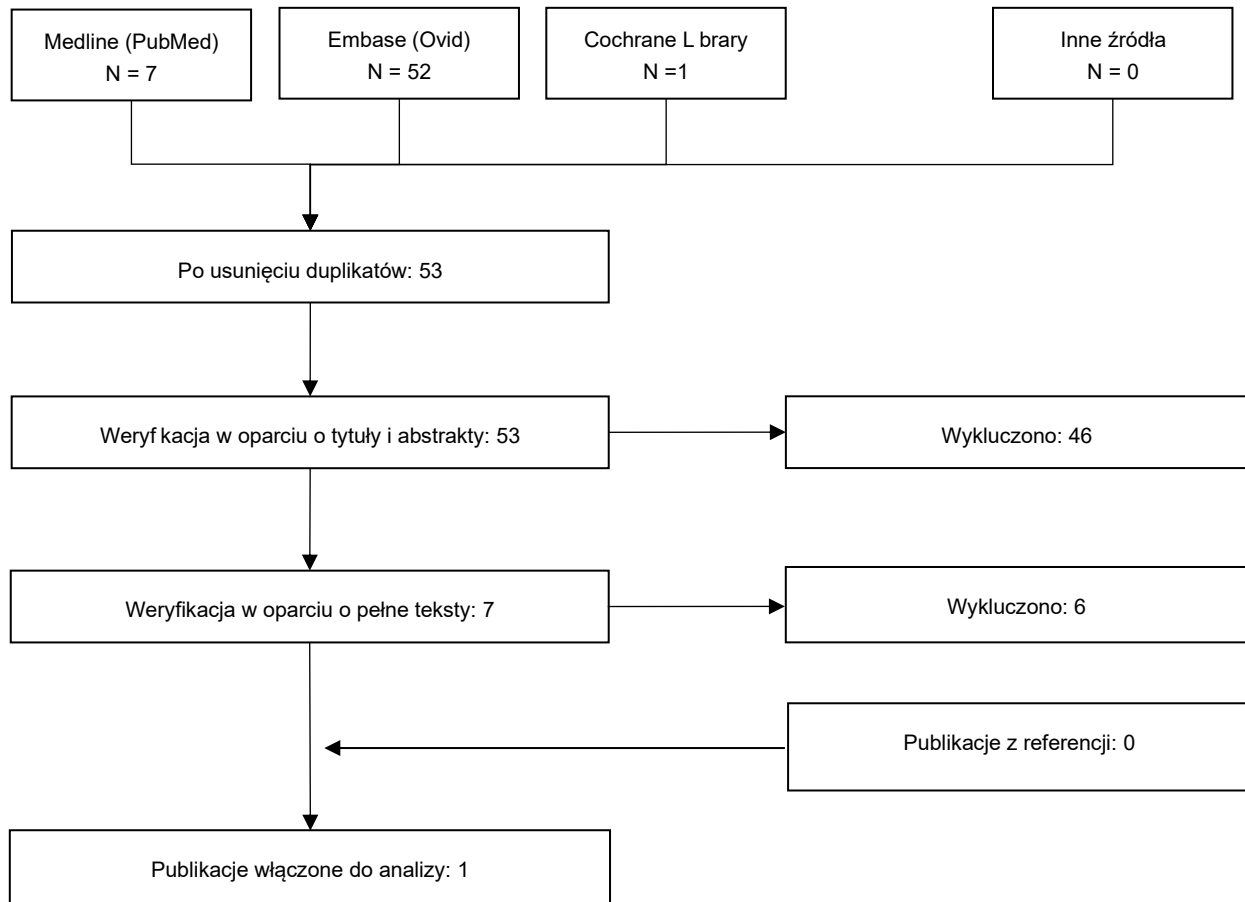 Medline (PubMed)
N = 7
Embase (Ovid)
N = 52
Cochrane L brary
N =1
Inne źródła
N = 0
Po usunięciu duplikatów: 53
Weryf kacja w oparciu o tytuły i abstrakty: 53
Wykluczono: 46
Weryfikacja w oparciu o pełne teksty: 7
Wykluczono: 6
Publikacje z referencji: 0
Publikacje włączone do analizy: 1